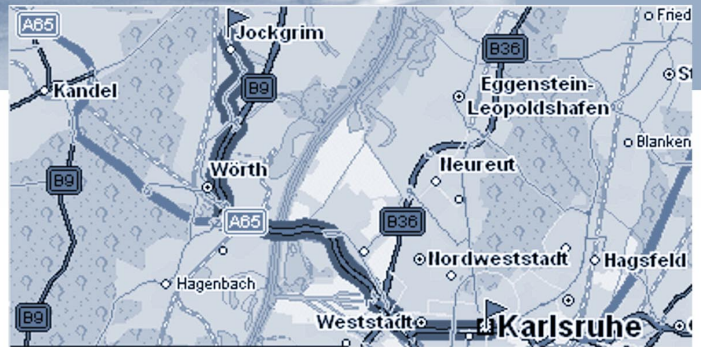 A65
Jockgrim
Fried
B36
Kandel
B9
Eggenstein-
Leopoldshafen
Blanken
Neureut
Wörth
B9
A65
B36
Nordweststadt
Hagsfeld
Hagenbach
B9
Weststadt
Karlsruhe